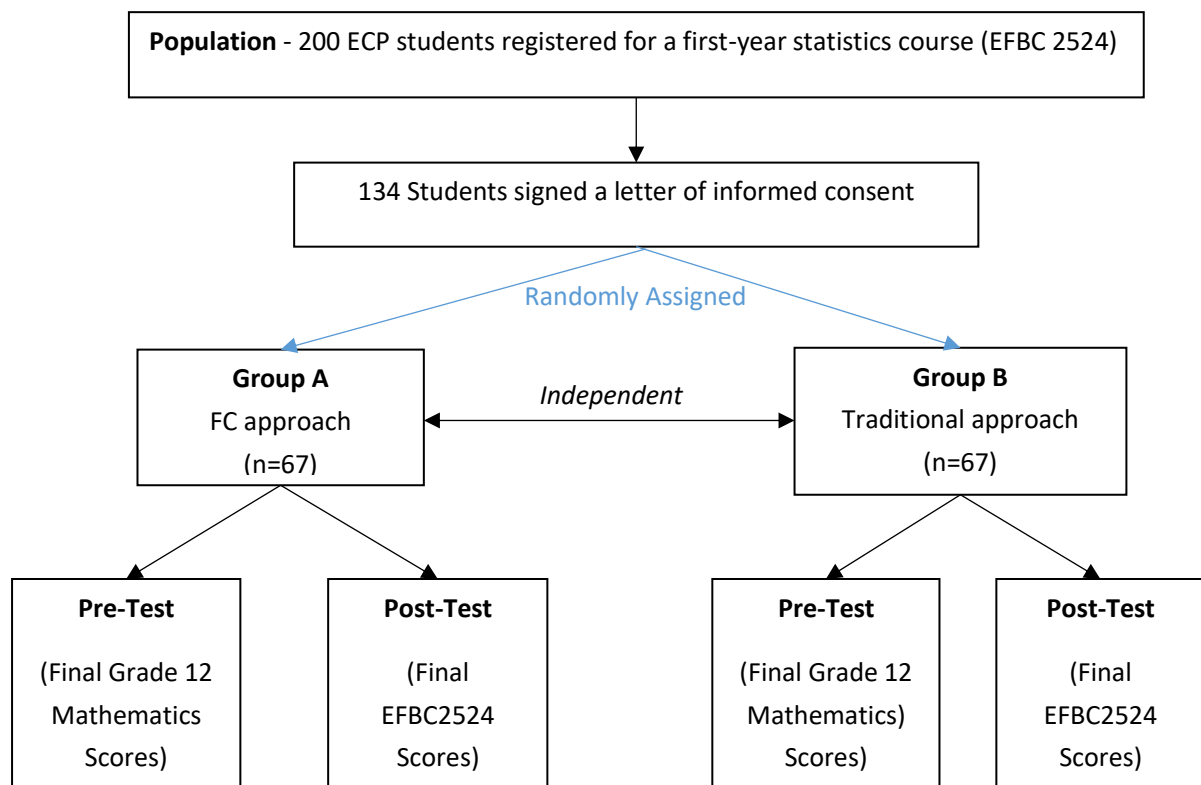 Population - 200 ECP students registered for a first-year statistics course (EFBC 2524)
134 Students signed a letter of informed consent
Randomly Assigned
Group A
FC approach
(n=67)
Independent
Group B
Traditional approach
(n=67)
Pre-Test
(Final Grade 12
Mathematics
Scores)
Post-Test
(Final
EFBC2524
Scores)
Pre-Test
(Final Grade 12
Mathematics)
Scores)
Post-Test
(Final
EFBC2524
Scores)